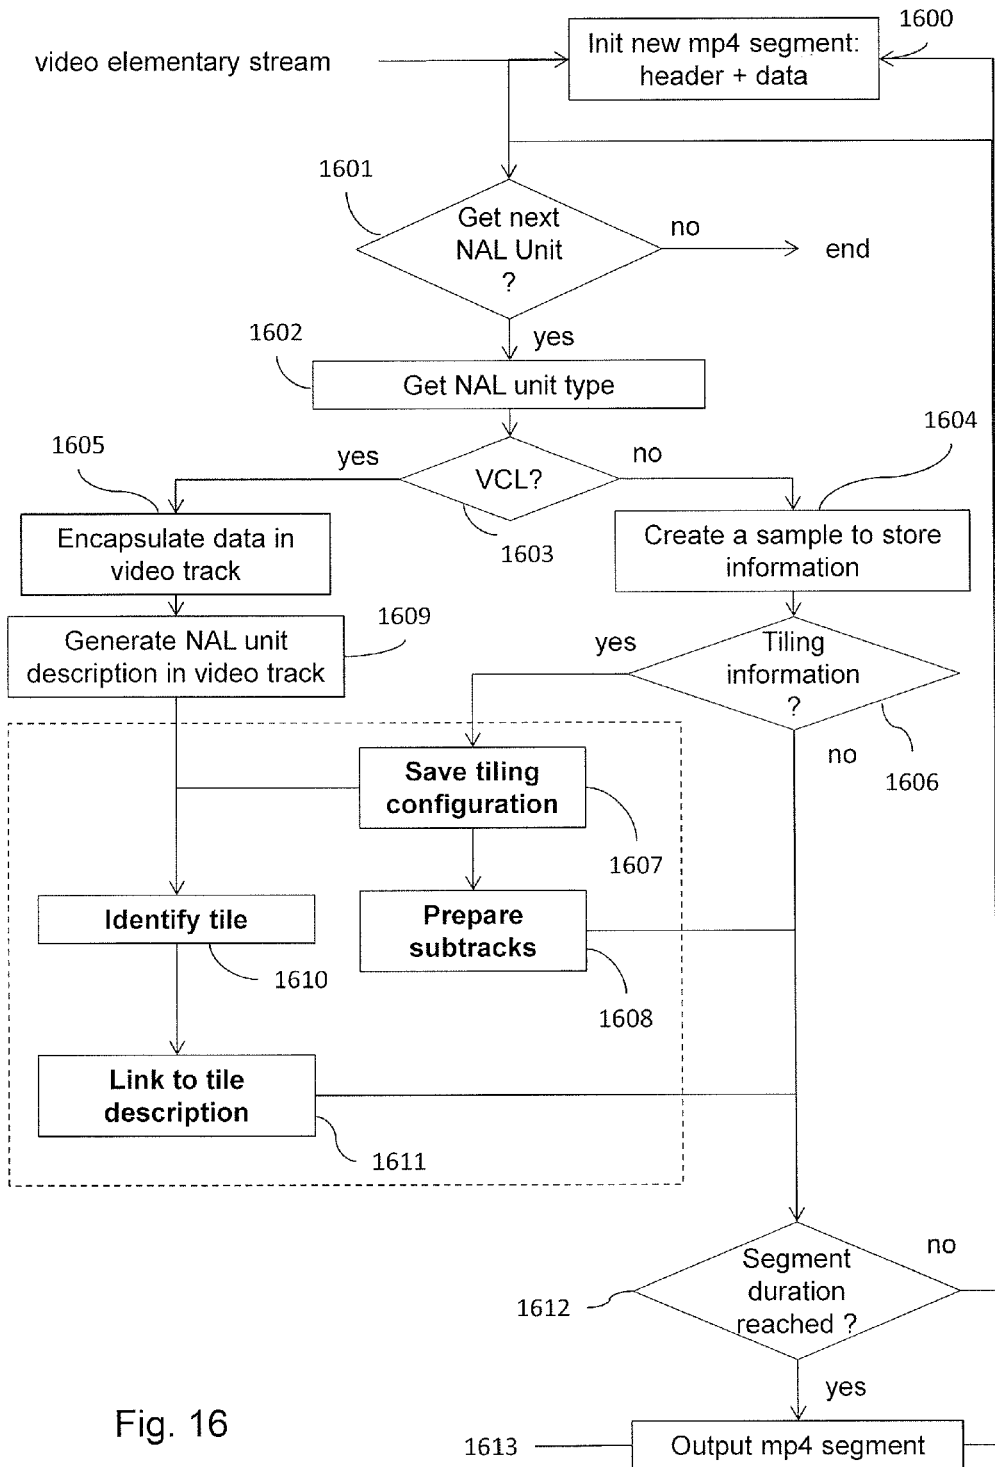 1600
Init new mp4 segment:
header + data
video elementary stream
1601
Get next
NAL Unit
?
no
end
yes
1602
Get NAL unit type
1604
1605
yes
VCL?
no
1603
Encapsulate data in
video track
Create a sample to store
information
1609
Generate NAL unit
description in video track
yes
Tiling
information
?
no
1606
Save tiling
configuration
1607
Identify tile
1610
Prepare
subtracks
1608
Link to tile
description
1611
Segment
duration
reached ?
no
1612
yes
Fig. 16
1613
Output mp4 segment